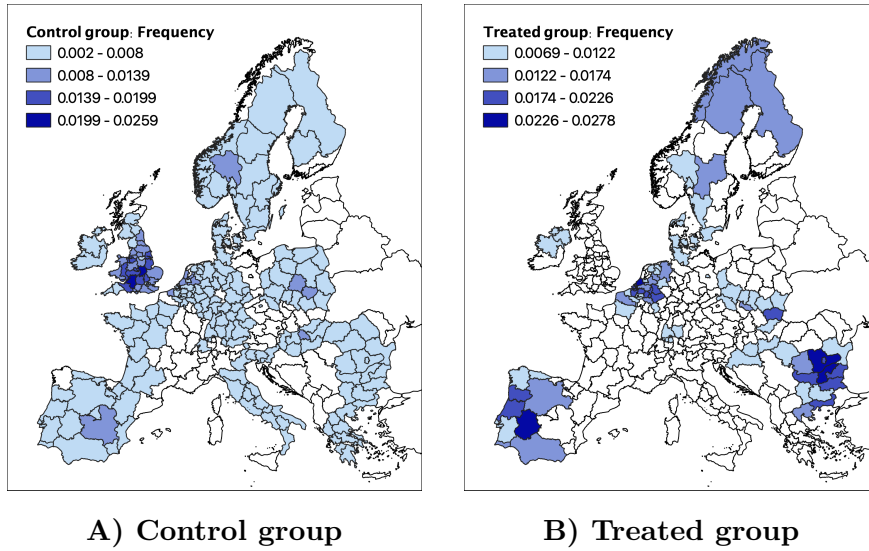 Control group: Frequency
0.002 - 0.008
0.008 - 0.0139
0.0139 - 0.0199
0.0199 - 0.0259
Treated group: Frequency
0.0069 - 0.0122
0.0122 - 0.0174
0.0174 - 0.0226
0.0226 - 0.0278
A) Control group
B) Treated group